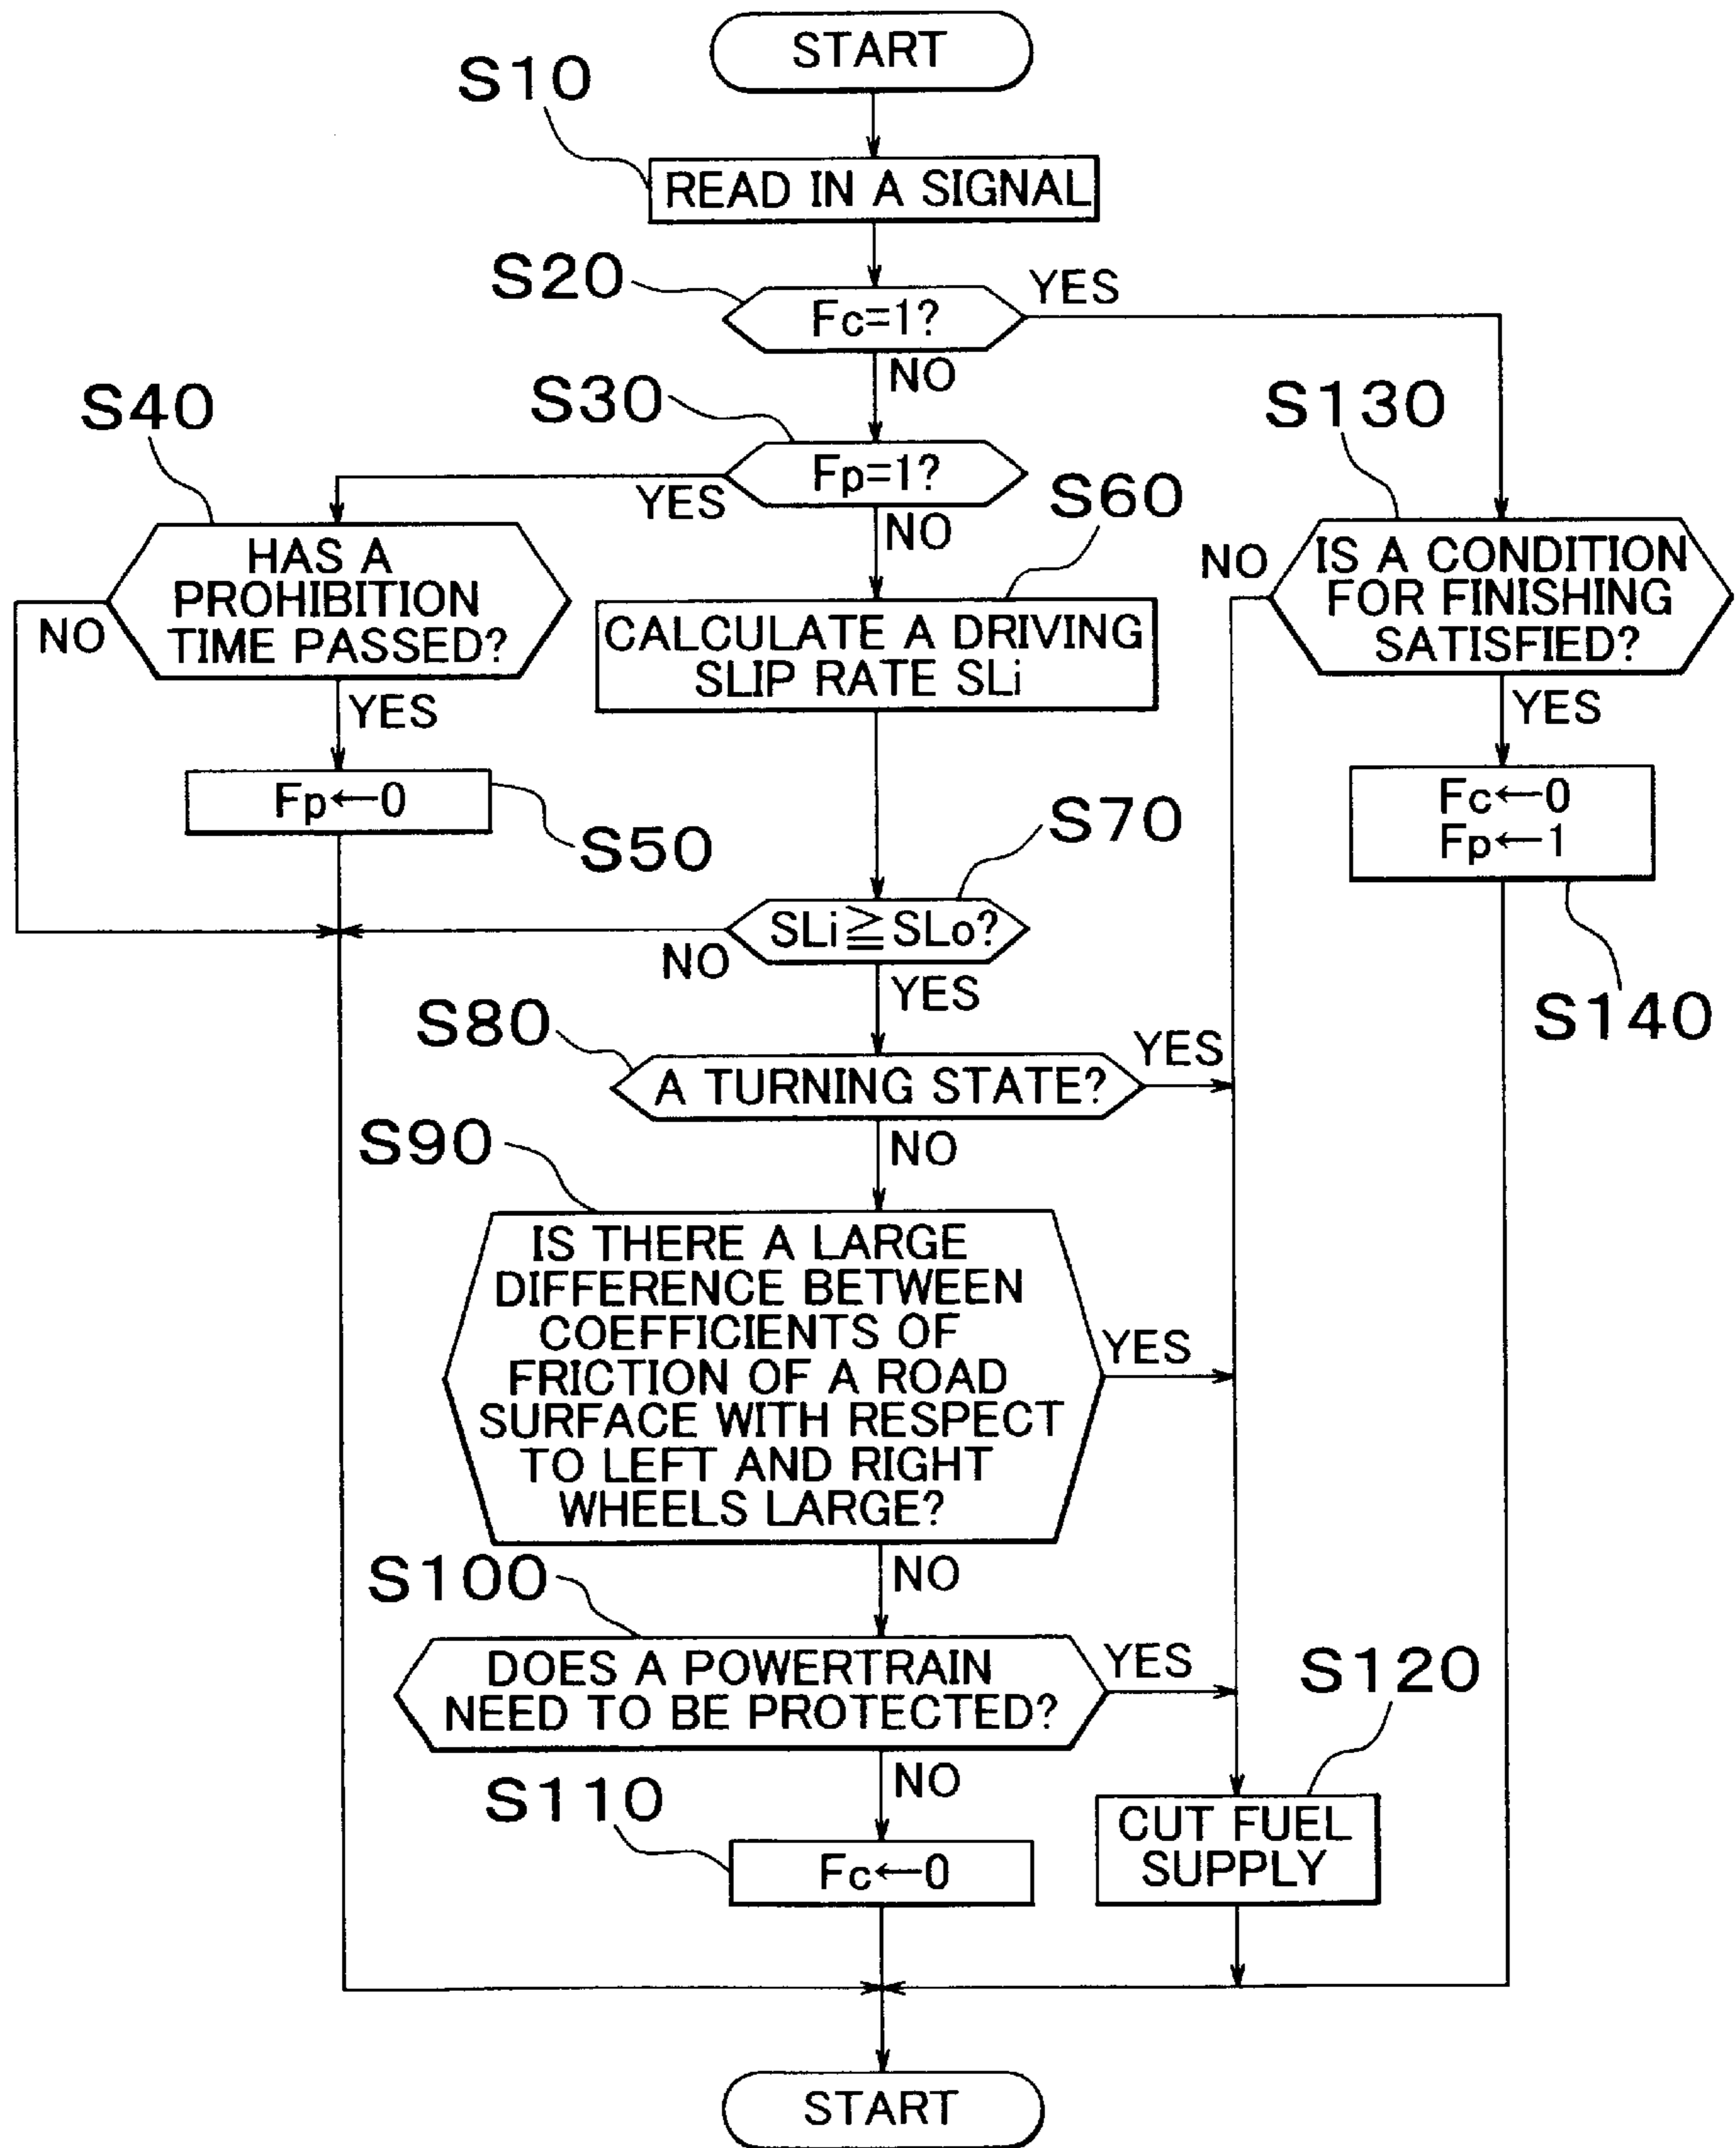 START
S10
READ IN A SIGNAL
S20
Fc=1?
YES
NO
S30
Fp=1?
YES
NO
S40
HAS A
PROHIBITION
TIME PASSED?
NO
YES
Fp←0
S50
S60
CALCULATE A DRIVING
SLIP RATE SLi
S70
SLi≧SLo?
NO
YES
S130
IS A CONDITION
FOR FINISHING
SATISFIED?
NO
YES
Fc←0
Fp←1
S140
S80
A TURNING STATE?
YES
NO
S90
IS THERE A LARGE
DIFFERENCE BETWEEN
COEFFICIENTS OF
FRICTION OF A ROAD
SURFACE WITH RESPECT
TO LEFT AND RIGHT
WHEELS LARGE?
YES
NO
S100
DOES A POWERTRAIN
NEED TO BE PROTECTED?
YES
NO
S110
Fc←0
S120
CUT FUEL
SUPPLY
START